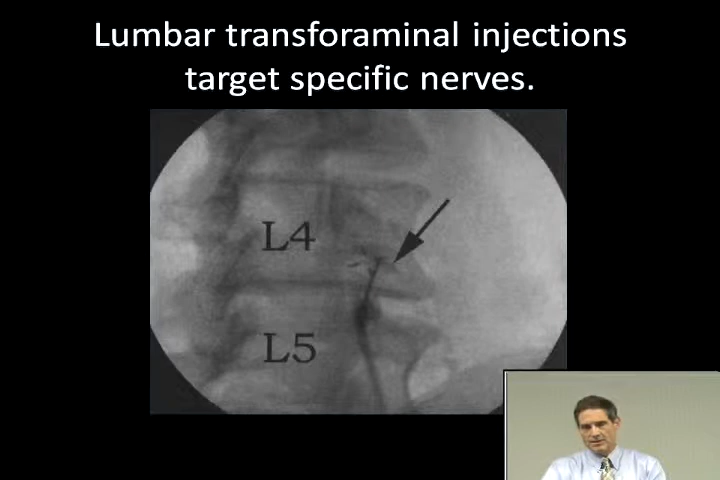 Lumbar transforaminal injections
target specific nerves.
L4
L5